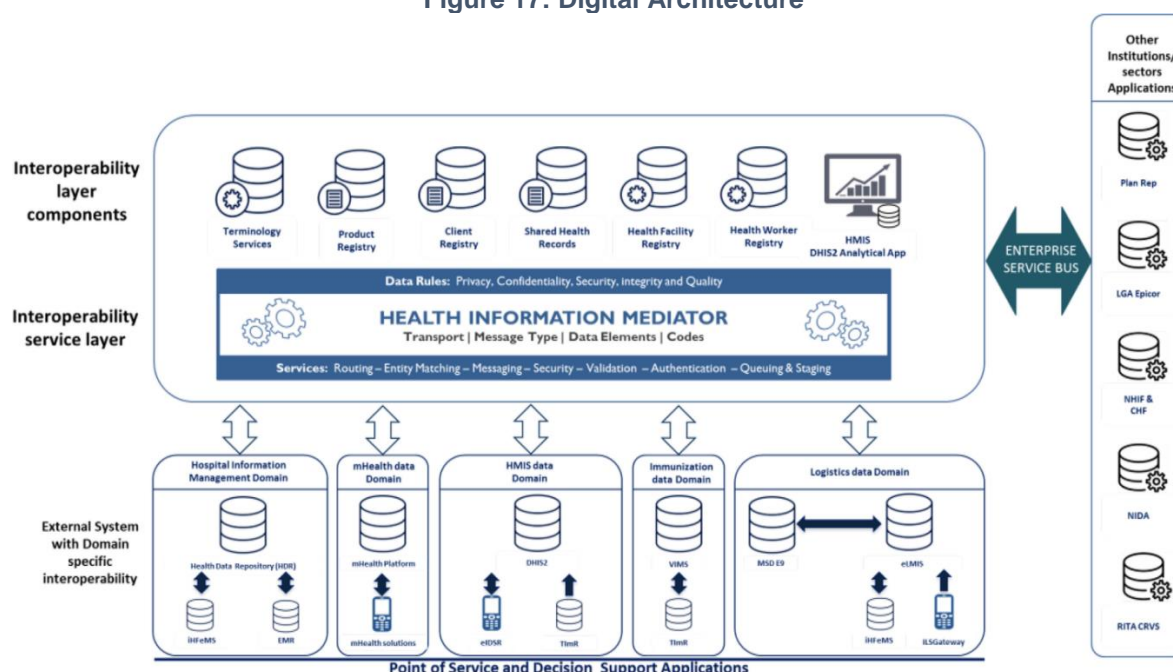 Figure 17: Digital Architecture
Interoperability
layer
components
Terminology
Services
Product
Registry
Client
Registry
Shared Health
Records
Health Facility
Registry
Health Worker
Registry
HMIS
DHIS2 Analytical App
Interoperability
service layer
Data Rules: Privacy, Confidentiality, Security, integrity and Quality
HEALTH INFORMATION MEDIATOR
Transport | Message Type | Data Elements | Codes
Services: Routing – Entity Matching – Messaging – Security – Validation – Authentication – Queuing & Staging
ENTERPRISE
SERVICE BUS
Other
Institutions/
sectors
Applications
Plan Rep
LGA Epicor
NHIF &
CHF
NIDA
RITA CRVS
External System
with Domain
specific
interoperability
Hospital Information
Management Domain
Health Data Repository (HDR)
iHFeMS
EMR
mHealth data
Domain
mHealth Platform
mHealth solutions
HMIS data
Domain
DHIS2
eIDSR
TImR
Immunization
data Domain
VIMS
TImR
Logistics data Domain
MSD E9
eLMIS
iHFeMS
ILSGateway
Point of Service and Decision Support Applications